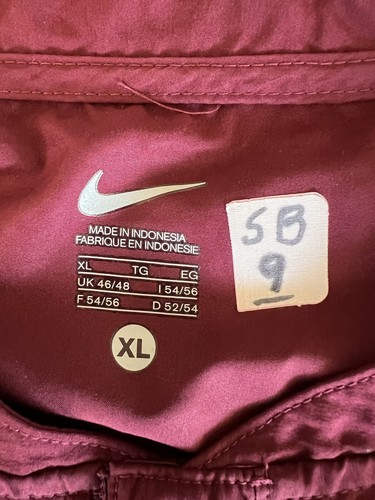 MADE IN INDONESIA
FABRIQUE EN INDONESIE
XL TG EG
UK 46/48 I 54/56
F 54/56 D 52/54
XL
SB
9